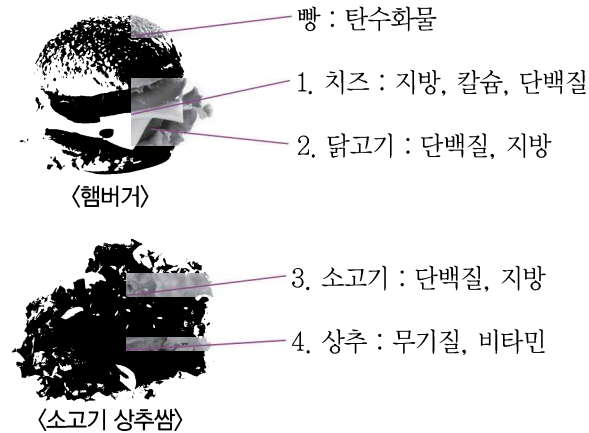 빵 : 탄수화물
1. 치즈 : 지방, 칼슘, 단백질
2. 닭고기 : 단백질, 지방
〈햄버거〉
3. 소고기 : 단백질, 지방
4. 상추 : 무기질, 비타민
〈소고기 상추쌈〉